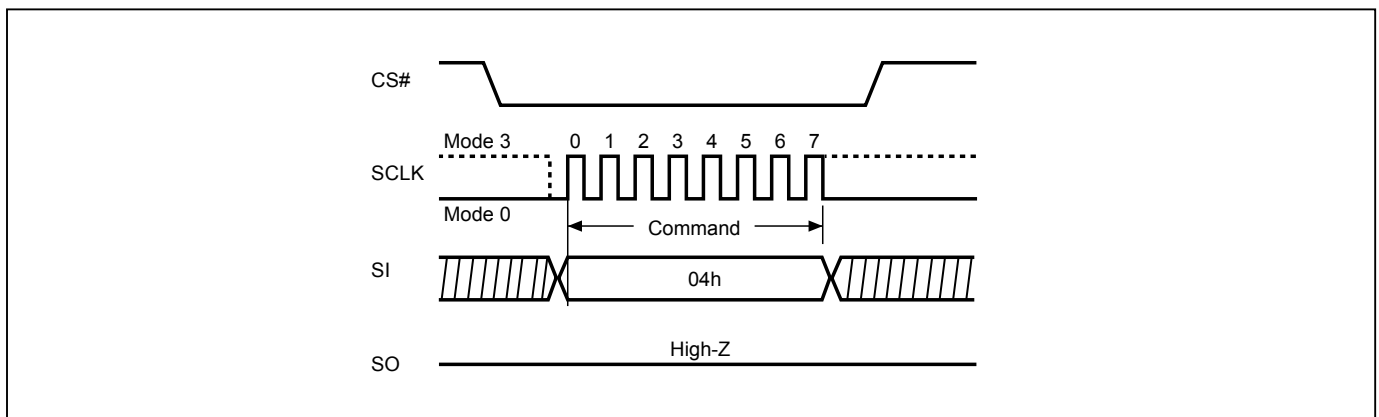 CS#
Mode 3 0 1 2 3 4 5 6 7
SCLK
Mode 0
Command
SI
04h
High-Z
SO